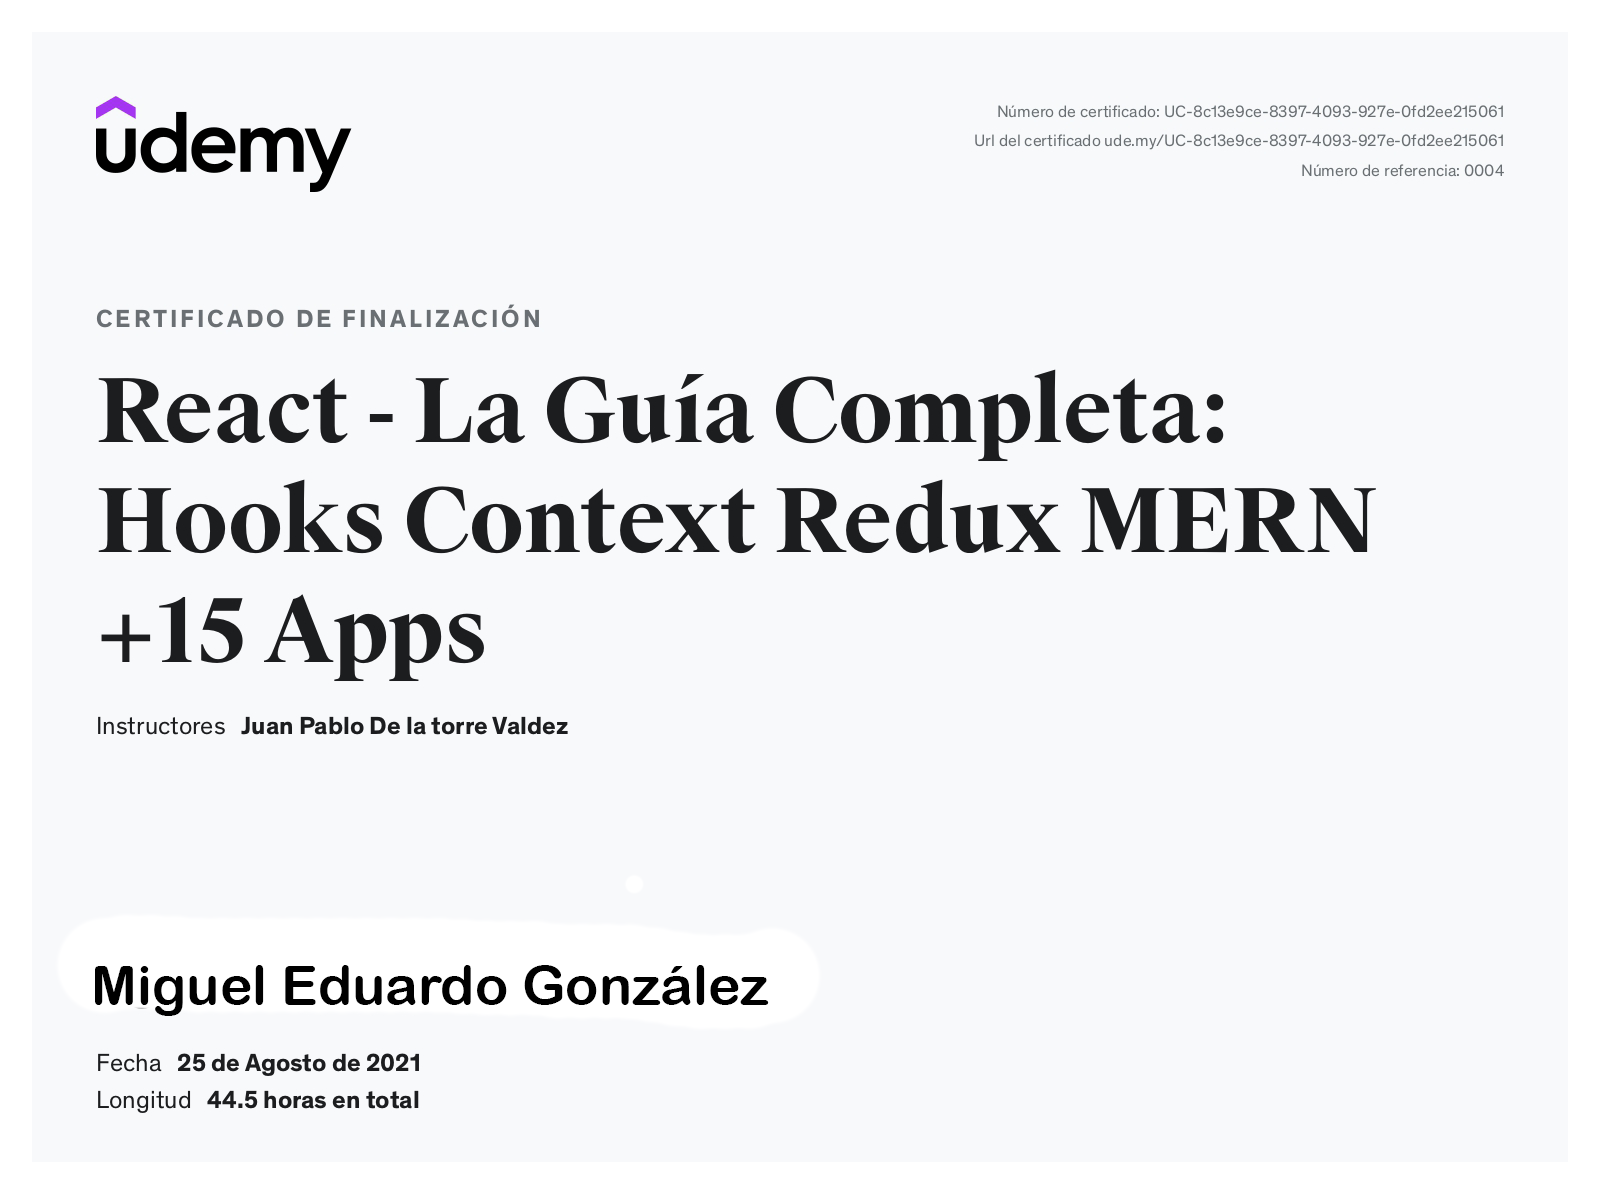 udemy
Número de certificado: UC-8c13e9ce-8397-4093-927e-0fd2ee215061
Url del certificado ude.my/UC-8c13e9ce-8397-4093-927e-0fd2ee215061
Número de referencia: 0004
CERTIFICADO DE FINALIZACIÓN
React - La Guía Completa:
Hooks Context Redux MERN
+15 Apps
Instructores Juan Pablo De la torre Valdez
Miguel Eduardo González
Fecha 25 de Agosto de 2021
Longitud 44.5 horas en total